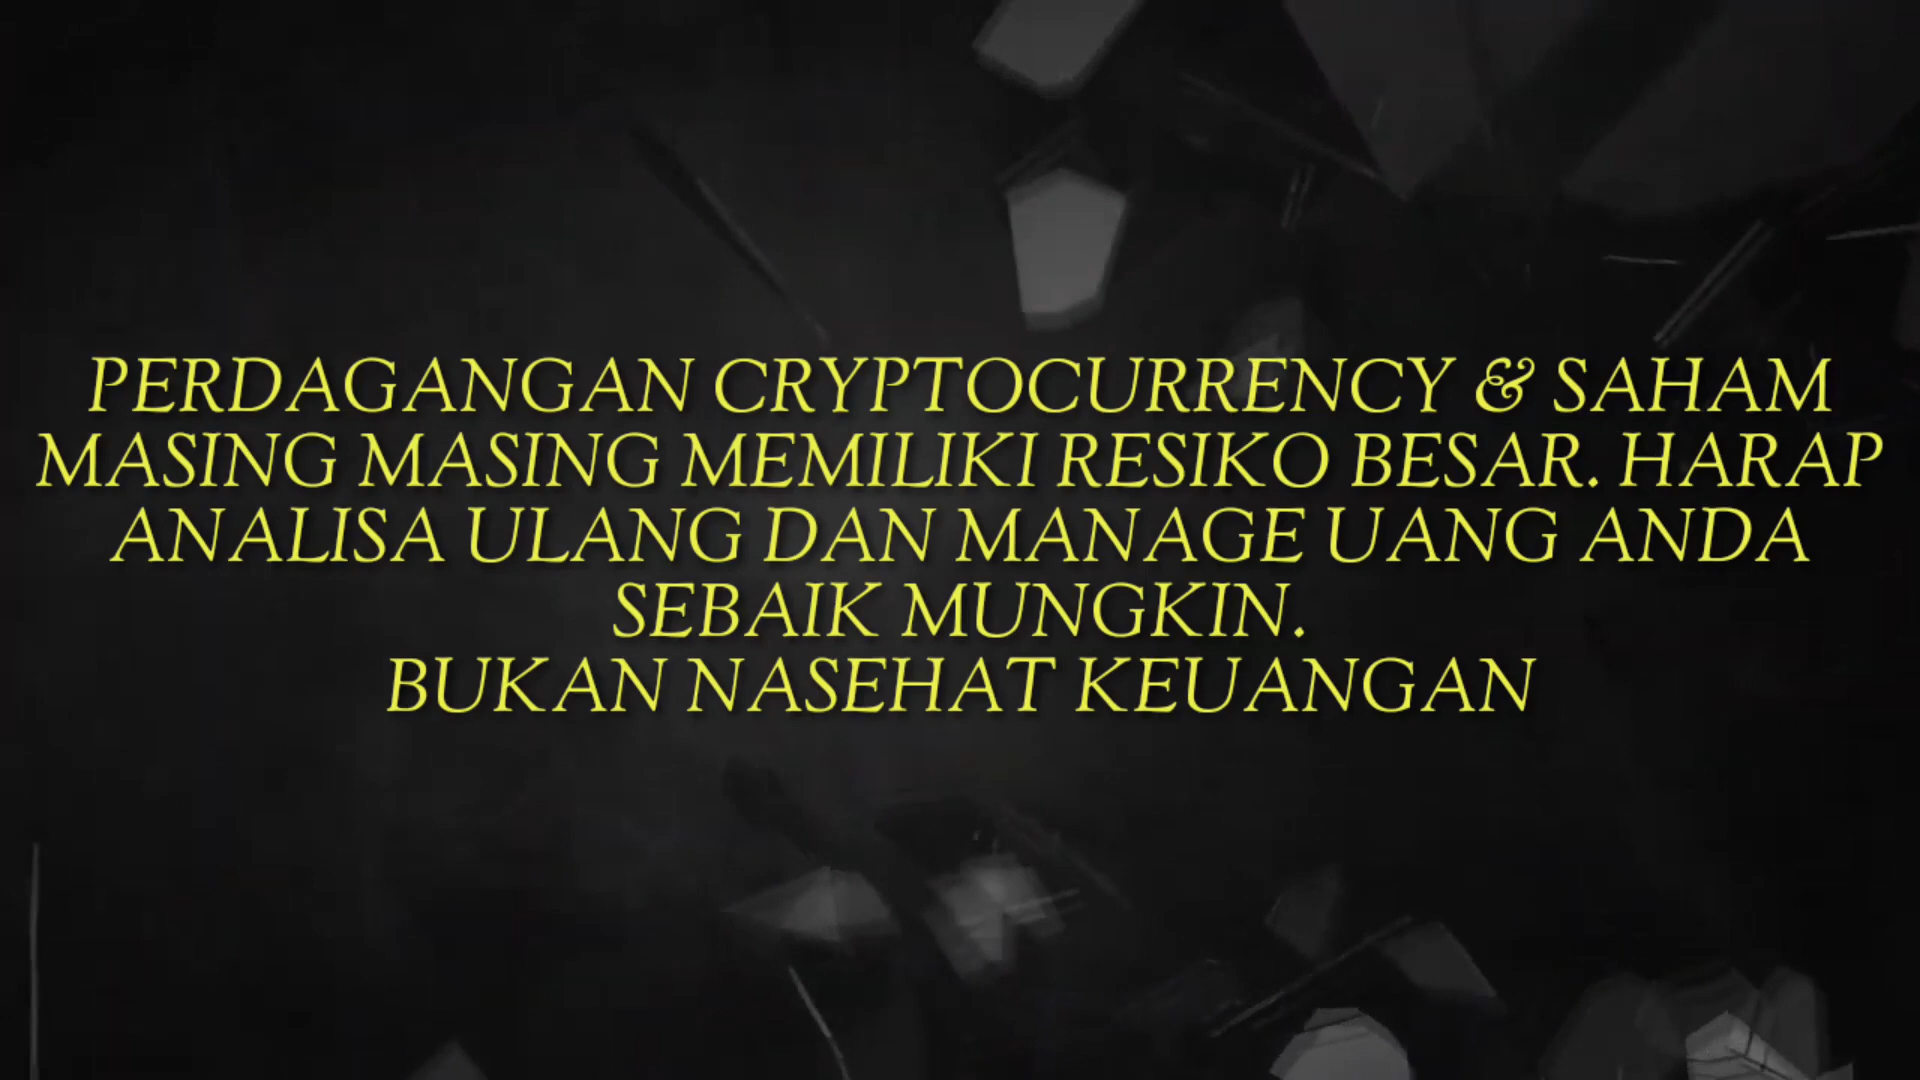 PERDAGANGAN CRYPTOCURRENCY & SAHAM
MASING MASING MEMILIKI RESIKO BESAR. HARAP
ANALISA ULANG DAN MANAGE UANG ANDA
SEBAIK MUNGKIN.
BUKAN NASEHAT KEUANGAN